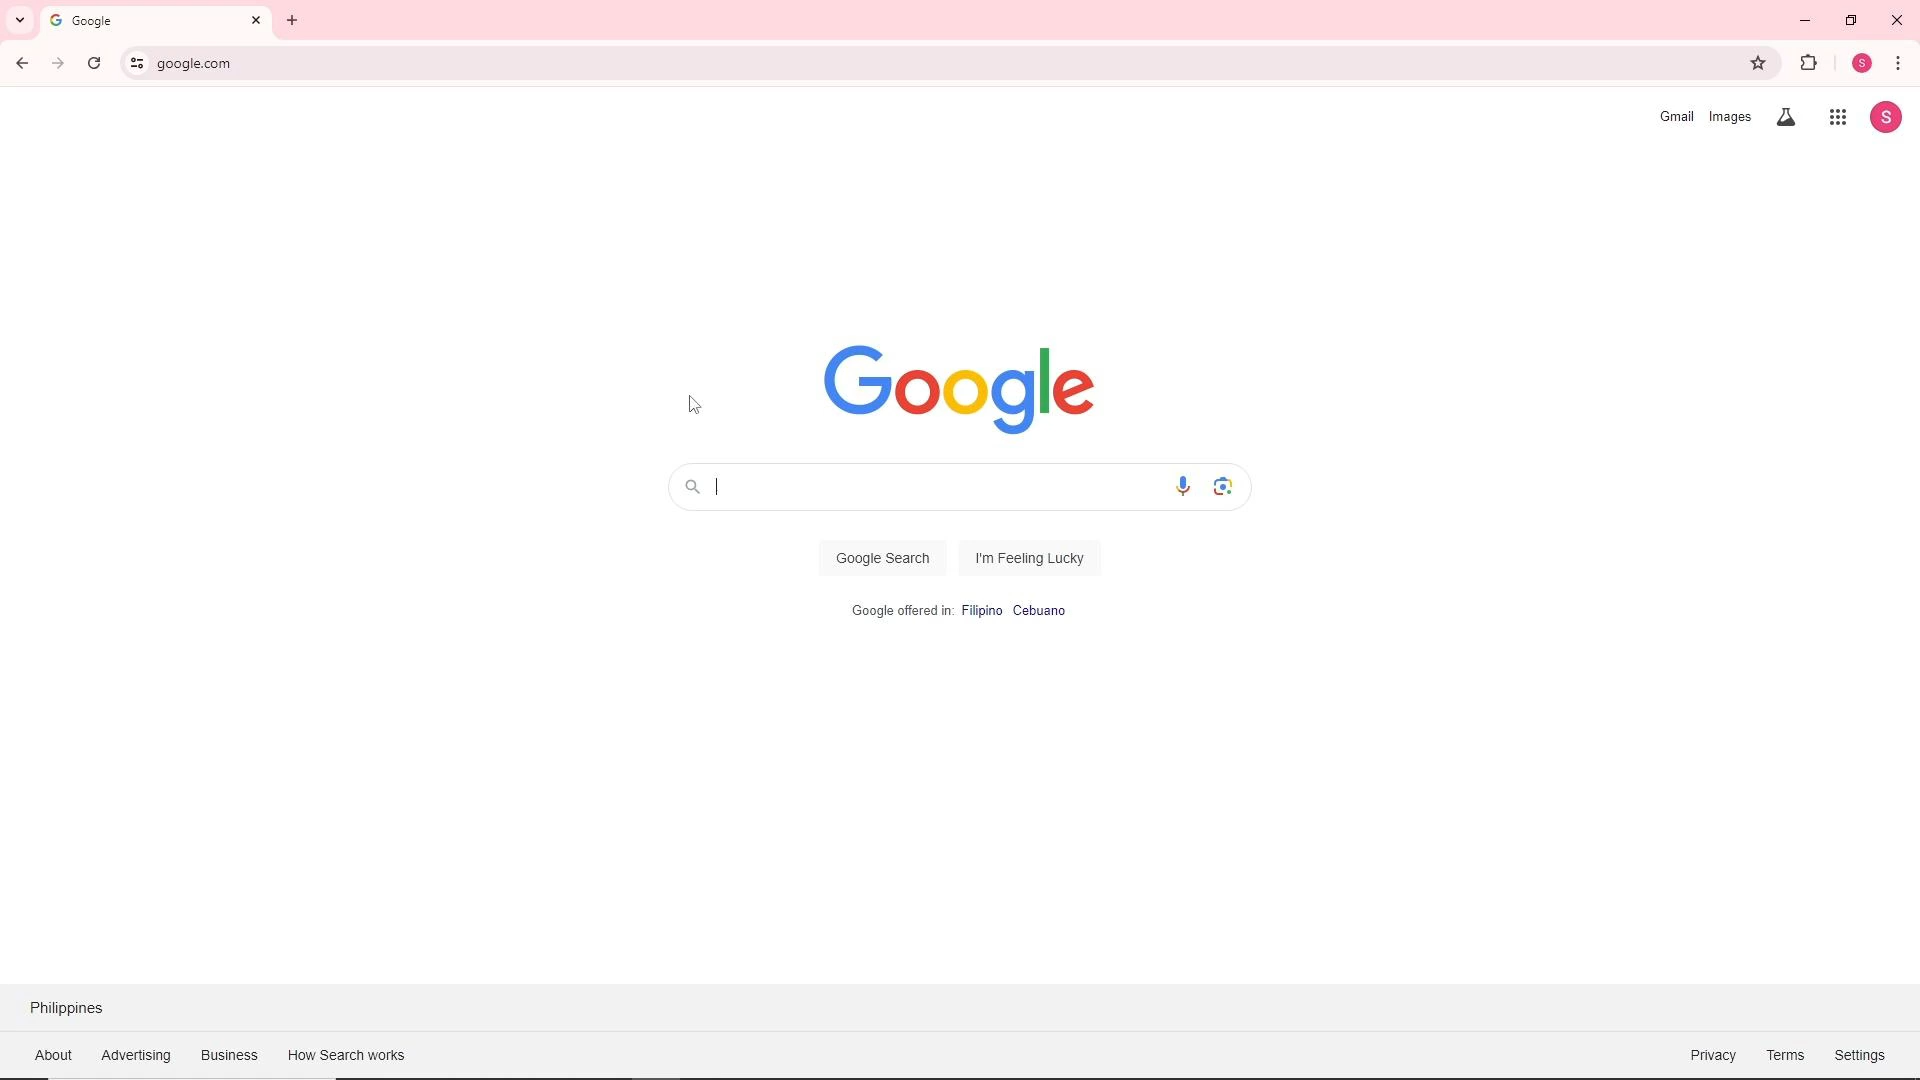 Google
google.com
Gmail Images
S
S
Google
Google Search I'm Feeling Lucky
Google offered in: Filipino Cebuano
Philippines
About Advertising Business How Search works Privacy Terms Settings